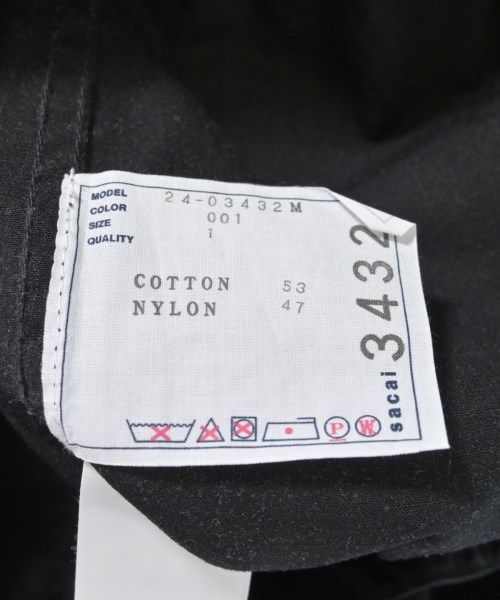 MODEL 24-03432M
COLOR 001
SIZE 1
QUALITY
COTTON 53
NYLON 47
P W
sacai 3432